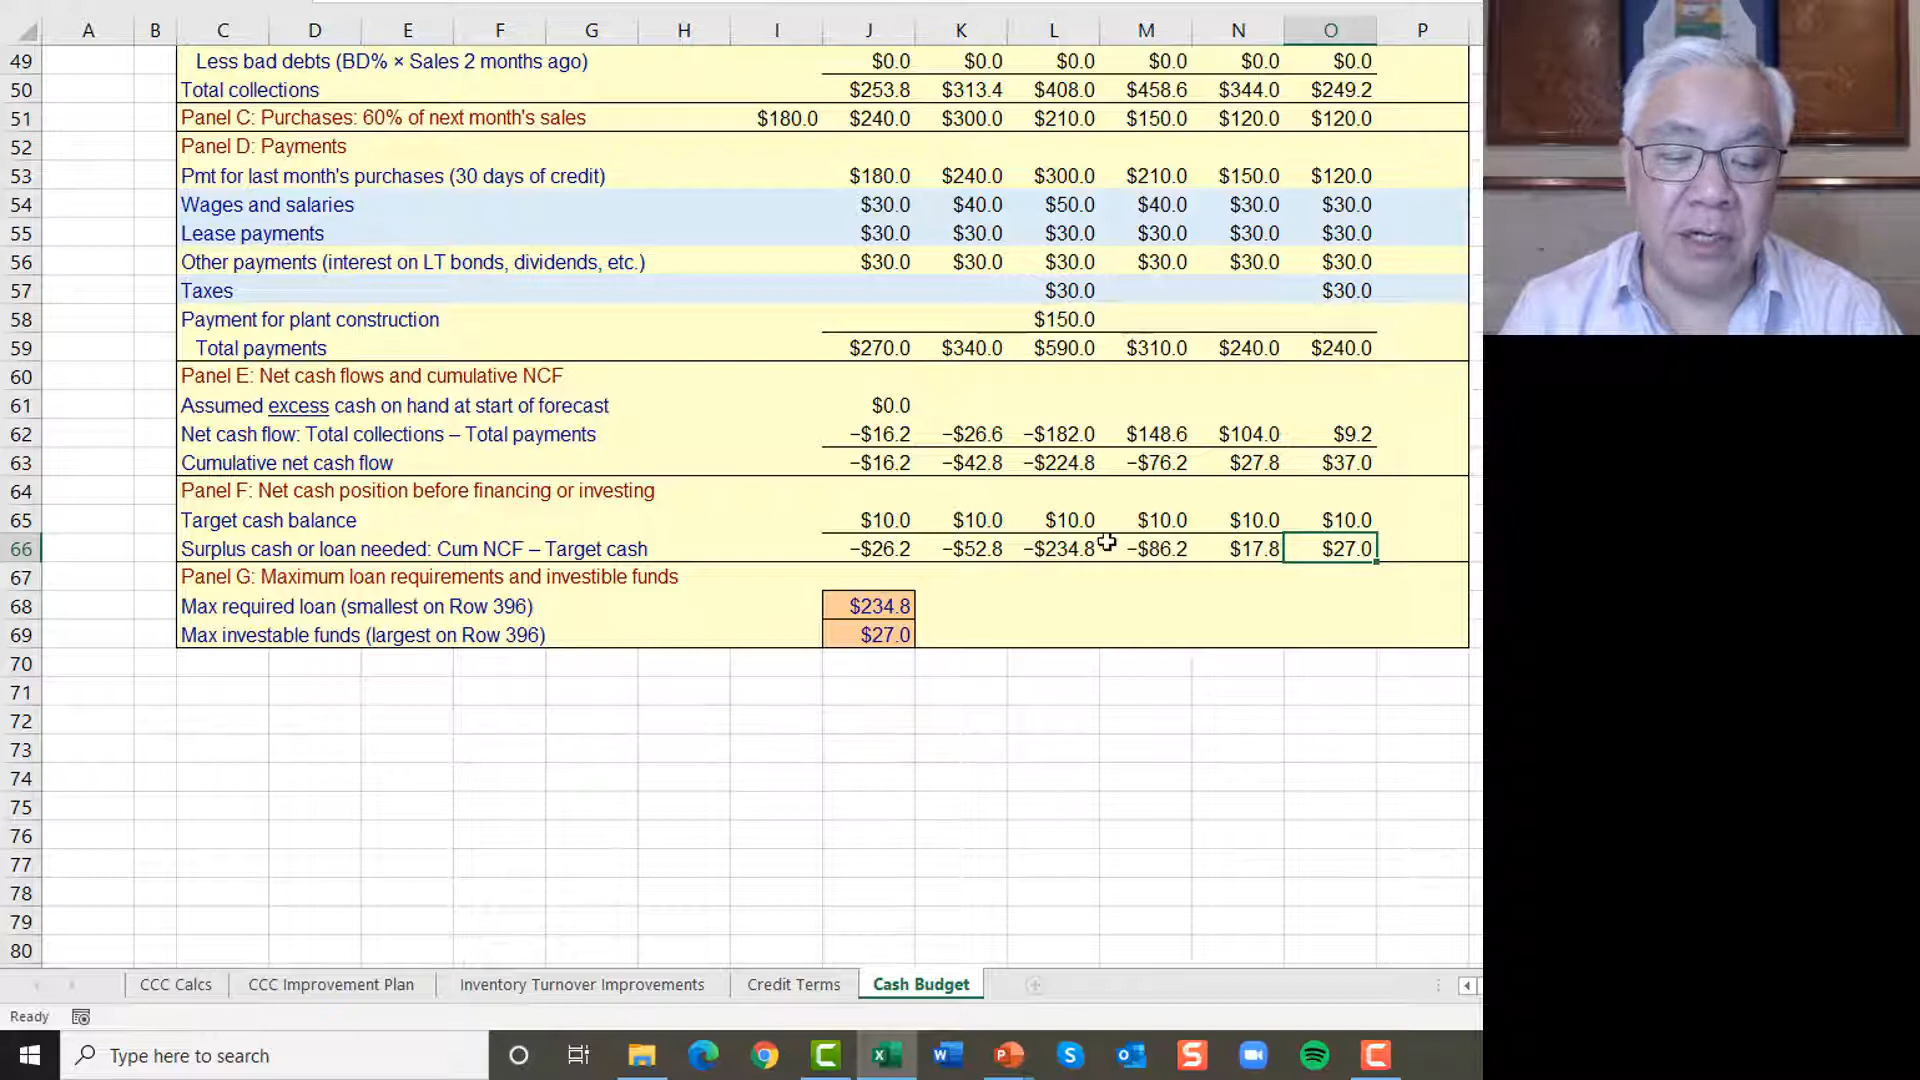 A B C D E F G H I J K L M N O P
49 Less bad debts (BD% × Sales 2 months ago) $0.0 $0.0 $0.0 $0.0 $0.0 $0.0
50 Total collections $253.8 $313.4 $408.0 $458.6 $344.0 $249.2
51 Panel C: Purchases: 60% of next month's sales $180.0 $240.0 $300.0 $210.0 $150.0 $120.0 $120.0
52 Panel D: Payments
53 Pmt for last month's purchases (30 days of credit) $180.0 $240.0 $300.0 $210.0 $150.0 $120.0
54 Wages and salaries $30.0 $40.0 $50.0 $40.0 $30.0 $30.0
55 Lease payments $30.0 $30.0 $30.0 $30.0 $30.0 $30.0
56 Other payments (interest on LT bonds, dividends, etc.) $30.0 $30.0 $30.0 $30.0 $30.0 $30.0
57 Taxes $30.0 $30.0
58 Payment for plant construction $150.0
59 Total payments $270.0 $340.0 $590.0 $310.0 $240.0 $240.0
60 Panel E: Net cash flows and cumulative NCF
61 Assumed excess cash on hand at start of forecast $0.0
62 Net cash flow: Total collections – Total payments −$16.2 −$26.6 −$182.0 $148.6 $104.0 $9.2
63 Cumulative net cash flow −$16.2 −$42.8 −$224.8 −$76.2 $27.8 $37.0
64 Panel F: Net cash position before financing or investing
65 Target cash balance $10.0 $10.0 $10.0 $10.0 $10.0 $10.0
66 Surplus cash or loan needed: Cum NCF – Target cash −$26.2 −$52.8 −$234.8 −$86.2 $17.8 $27.0
67 Panel G: Maximum loan requirements and investible funds
68 Max required loan (smallest on Row 396) $234.8
69 Max investable funds (largest on Row 396) $27.0
70
71
72
73
74
75
76
77
78
79
80
CCC Calcs CCC Improvement Plan Inventory Turnover Improvements Credit Terms Cash Budget
Ready
Type here to search